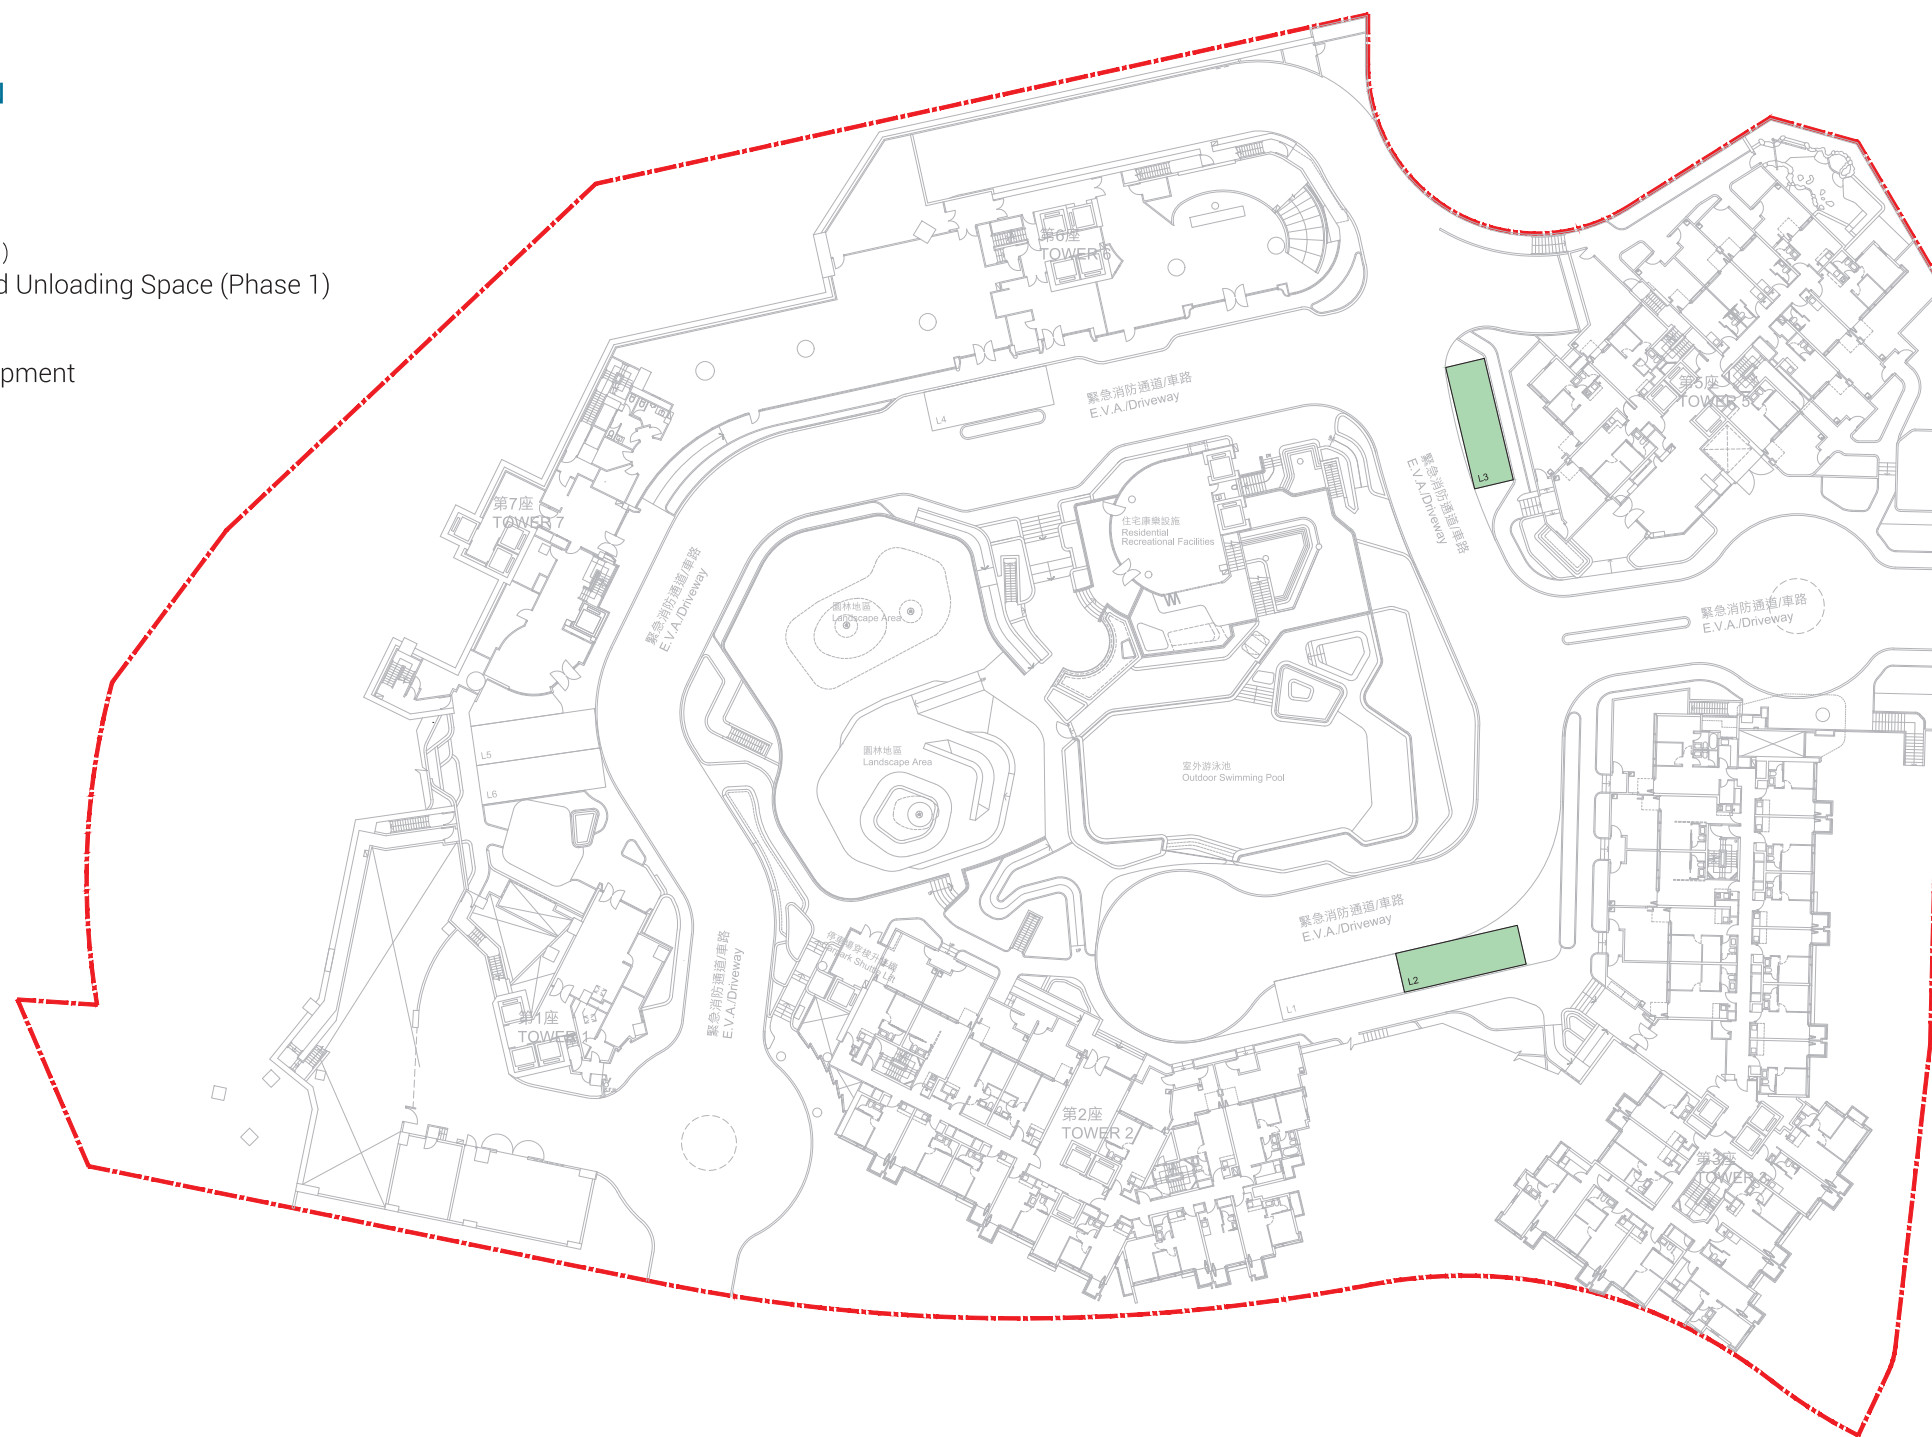 )
d Unloading Space (Phase 1)
pment
第6座
TOWER 6
第5座
TOWER 5
L4
緊急消防通道/車路
E.V.A./Driveway
L3
緊急消防通道/車路
E.V.A./Driveway
第7座
TOWER 7
住宅康樂設施
Residential
Recreational Facilities
緊急消防通道/車路
E.V.A./Driveway
園林地區
Landscape Area
緊急消防通道/車路
E.V.A./Driveway
L5
L6
園林地區
Landscape Area
室外游泳池
Outdoor Swimming Pool
緊急消防通道/車路
E.V.A./Driveway
緊急消防通道/車路
E.V.A./Driveway
Shuttle Lift
L2
L1
第1座
TOWER
第2座
TOWER 2
第3座
TOWER 3